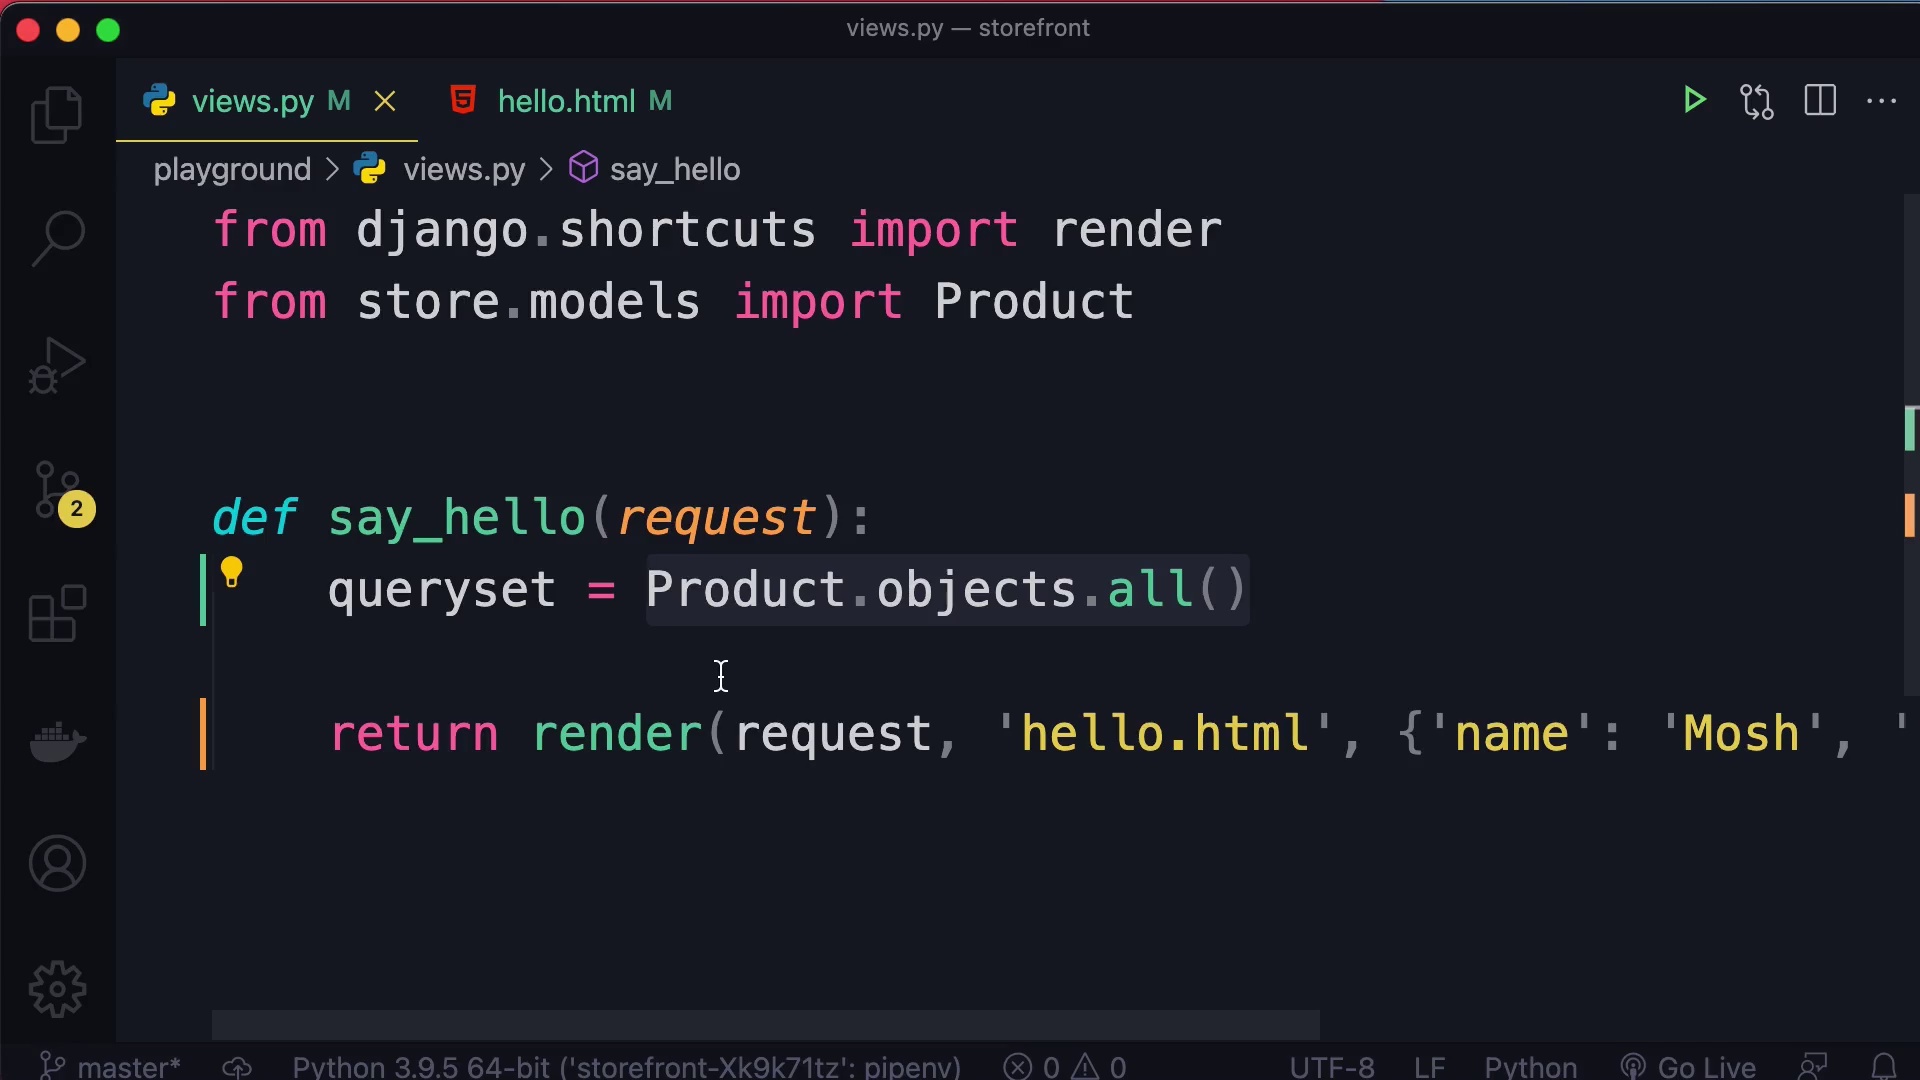 views.py — storefront
views.py M hello.html M
playground > views.py > say_hello
from django.shortcuts import render
from store.models import Product
def say_hello(request):
queryset = Product.objects.all()
return render(request, 'hello.html', {'name': 'Mosh', '
2
master* Python 3.9.5 64-bit ('storefront-Xk9k71tz': pipenv) 0 0 UTF-8 LF Python Go Live